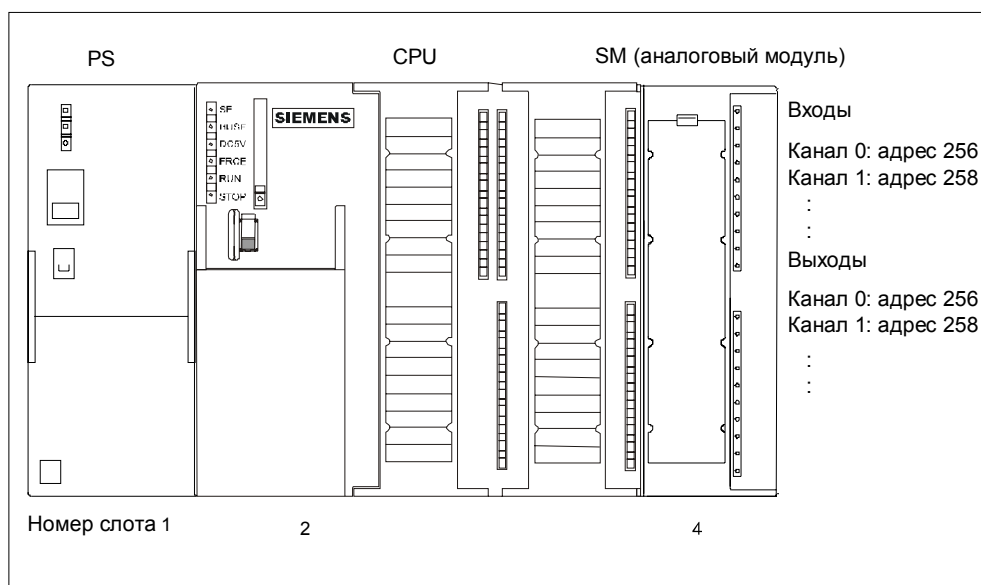 PS
CPU
SM (аналоговый модуль)
SF
BUSF
DC5V
FRCE
RUN
STOP
SIEMENS
Входы
Канал 0: адрес 256
Канал 1: адрес 258
:
:
Выходы
Канал 0: адрес 256
Канал 1: адрес 258
:
:
Номер слота 1
2
4